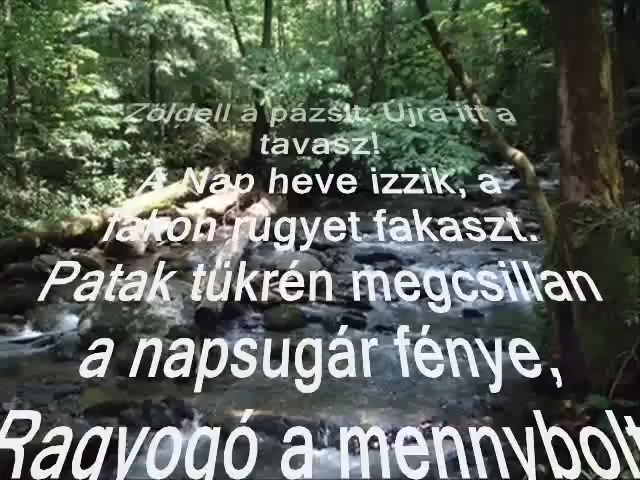 Zöldell a pázsit. Újra itt a
tavasz!
A Nap heve izzik, a
fákon rügyet fakaszt.
Patak tükrén megcsillan
a napsugár fénye,
Ragyogó a mennybolt